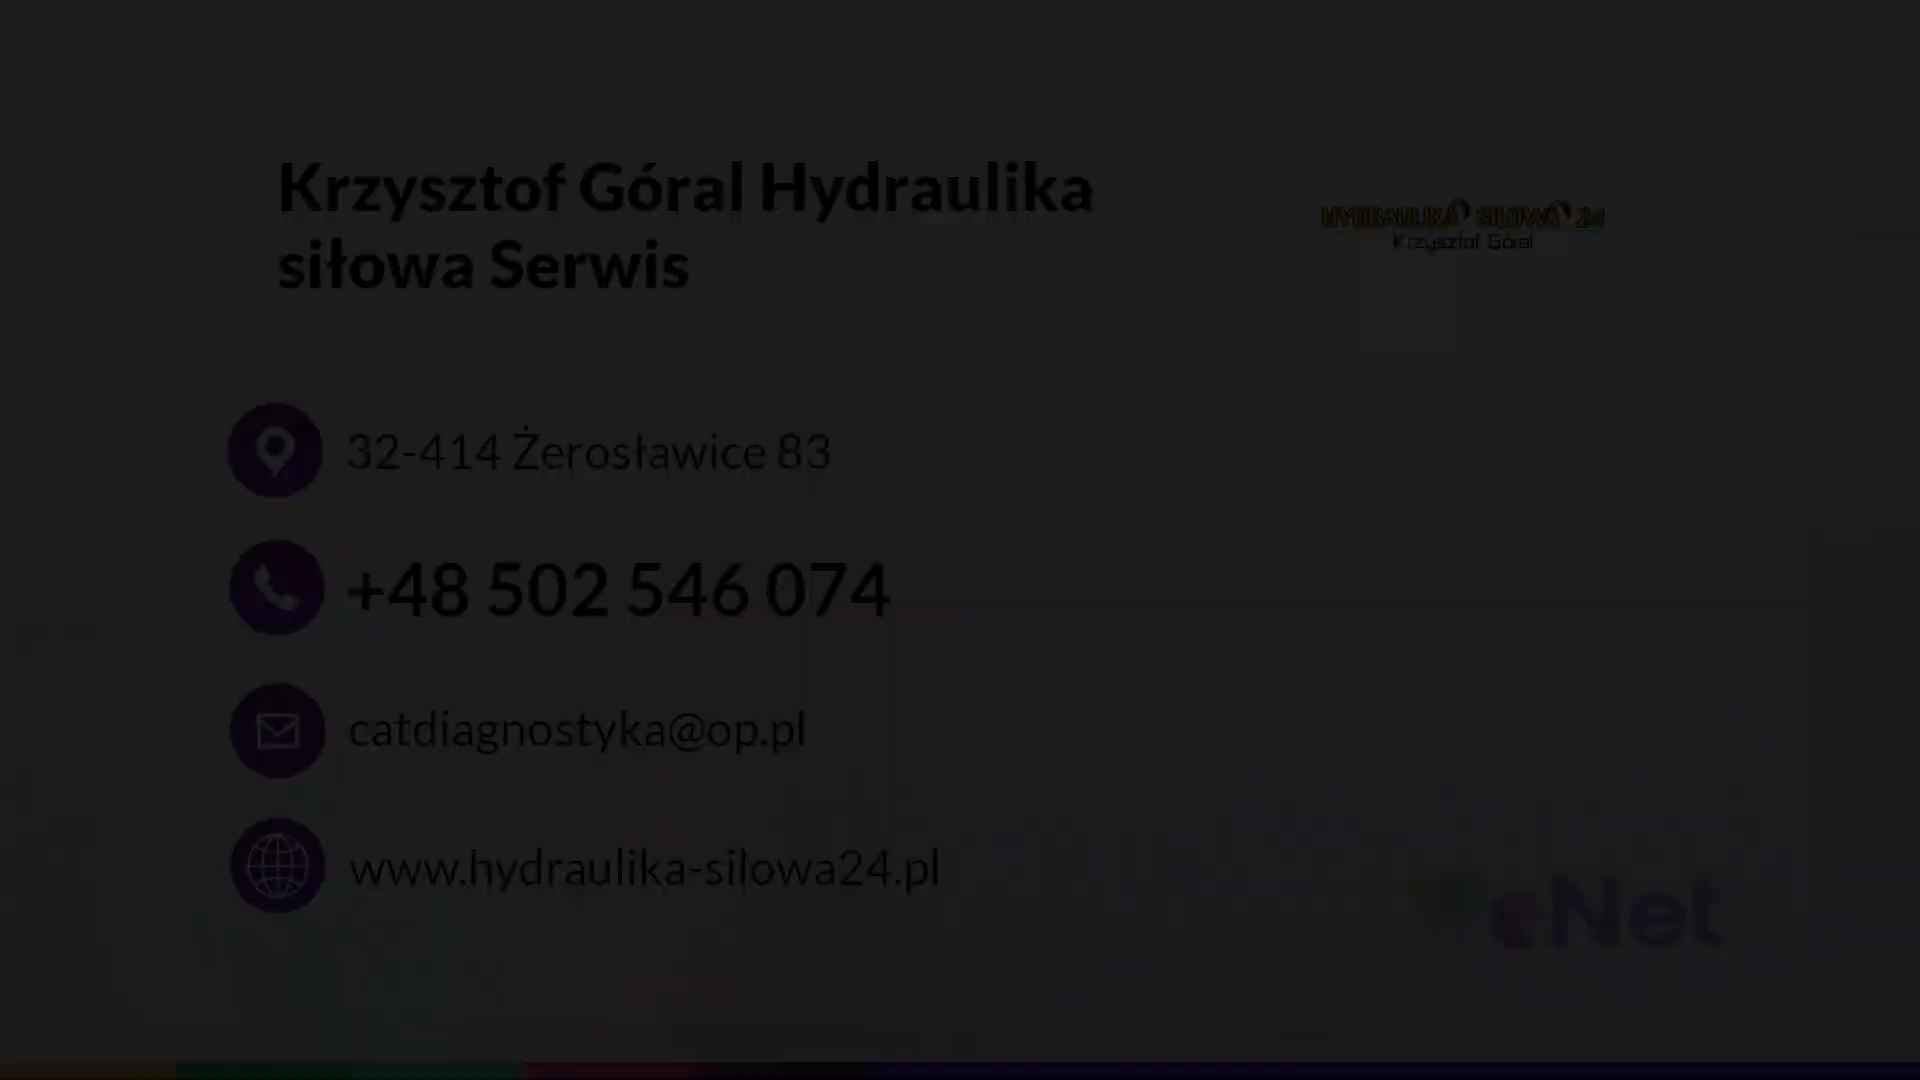 Krzysztof Góral Hydraulika
siłowa Serwis
HYDRAULIKA SIŁOWA 24
Krzysztof Góral
32-414 Żerosławice 83
+48 502 546 074
catdiagnostyka@op.pl
www.hydraulika-silowa24.pl
eNet